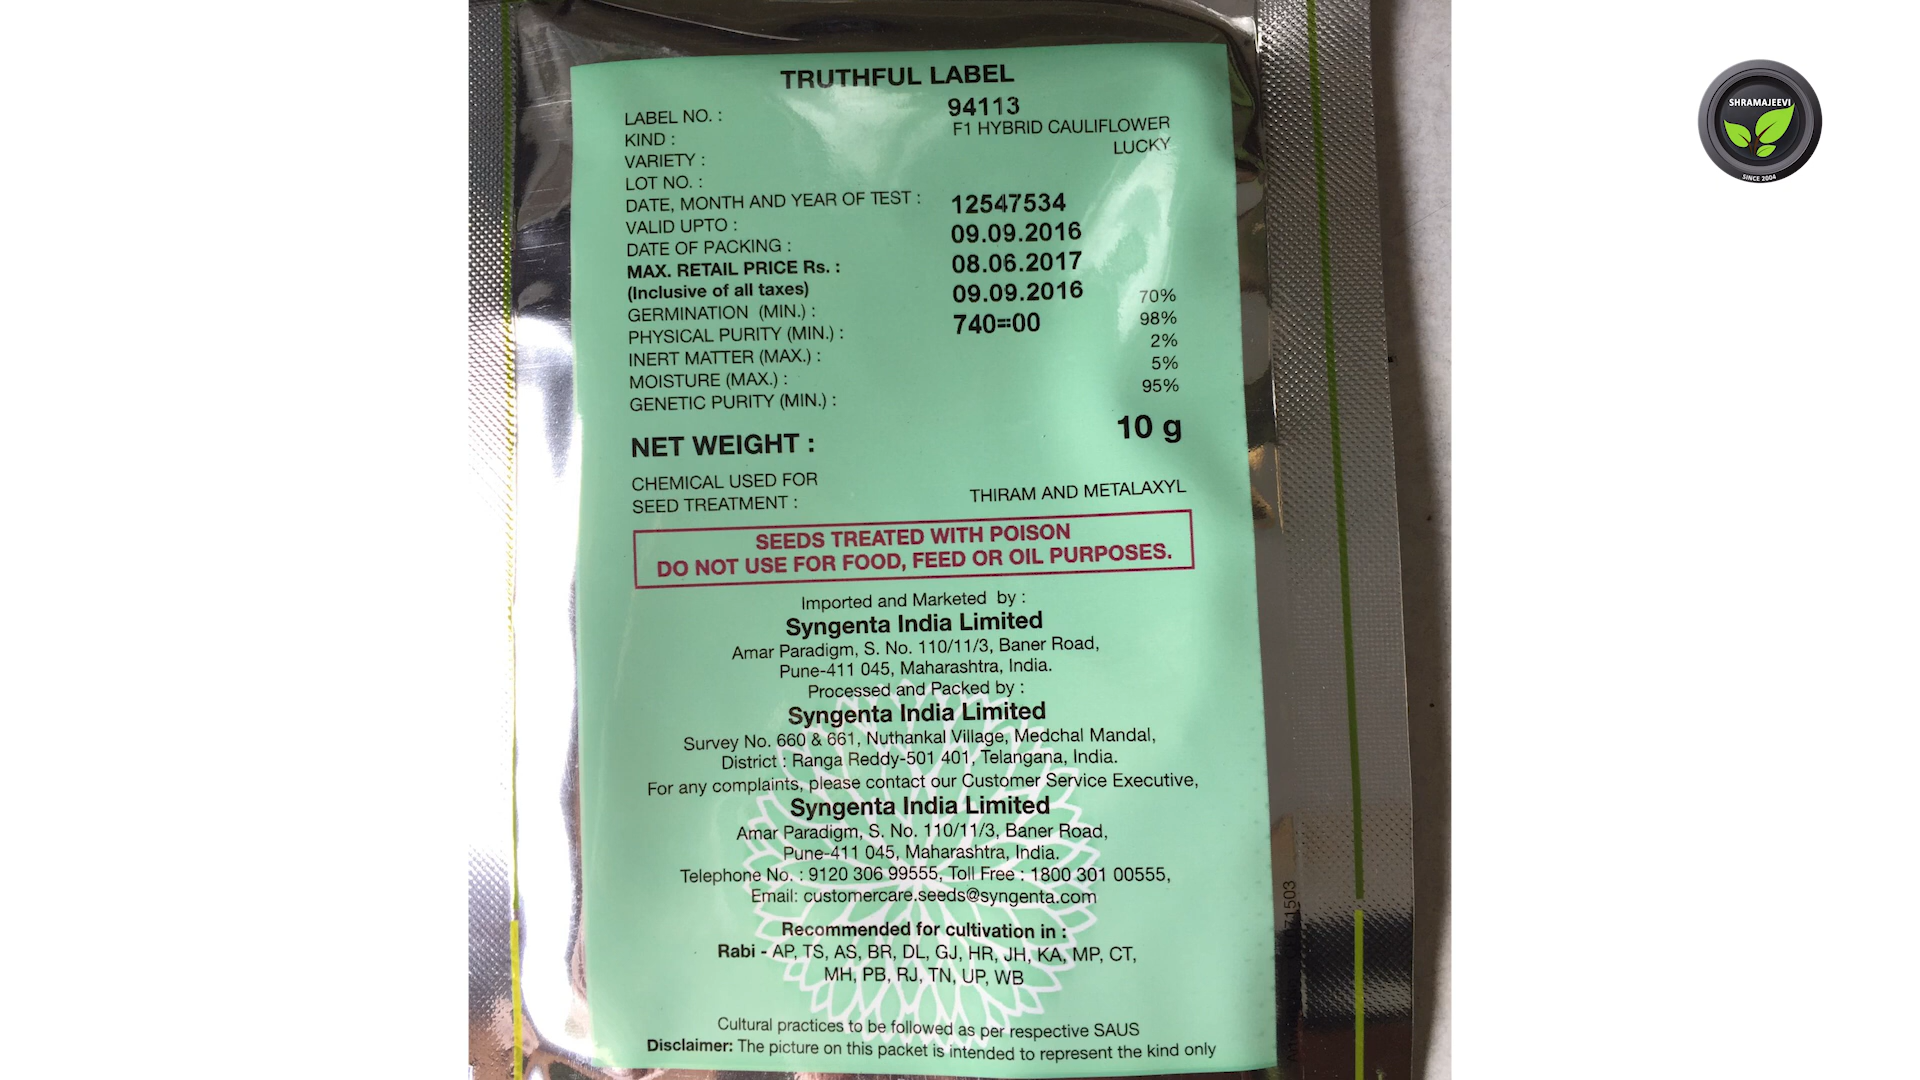 TRUTHFUL LABEL
LABEL NO. : 94113
KIND : F1 HYBRID CAULIFLOWER
VARIETY : LUCKY
LOT NO. :
DATE, MONTH AND YEAR OF TEST : 12547534
VALID UPTO : 09.09.2016
DATE OF PACKING :
MAX. RETAIL PRICE Rs. : 08.06.2017
(Inclusive of all taxes) 09.09.2016 70%
GERMINATION (MIN.) : 98%
PHYSICAL PURITY (MIN.) : 740=00 2%
INERT MATTER (MAX.) : 5%
MOISTURE (MAX.) : 95%
GENETIC PURITY (MIN.) :
NET WEIGHT : 10 g
CHEMICAL USED FOR
SEED TREATMENT : THIRAM AND METALAXYL
SEEDS TREATED WITH POISON
DO NOT USE FOR FOOD, FEED OR OIL PURPOSES.
Imported and Marketed by :
Syngenta India Limited
Amar Paradigm, S. No. 110/11/3, Baner Road,
Pune-411 045, Maharashtra, India.
Processed and Packed by :
Syngenta India Limited
Survey No. 660 & 661, Nuthankal Village, Medchal Mandal,
District : Ranga Reddy-501 401, Telangana, India.
For any complaints, please contact our Customer Service Executive,
Syngenta India Limited
Amar Paradigm, S. No. 110/11/3, Baner Road,
Pune-411 045, Maharashtra, India.
Telephone No. : 9120 306 99555, Toll Free : 1800 301 00555,
Email: customercare.seeds@syngenta.com
Recommended for cultivation in :
Rabi - AP, TS, AS, BR, DL, GJ, HR, JH, KA, MP, CT,
MH, PB, RJ, TN, UP, WB
Cultural practices to be followed as per respective SAUS
Disclaimer: The picture on this packet is intended to represent the kind only
SHRAMAJEEVI
SINCE 2004